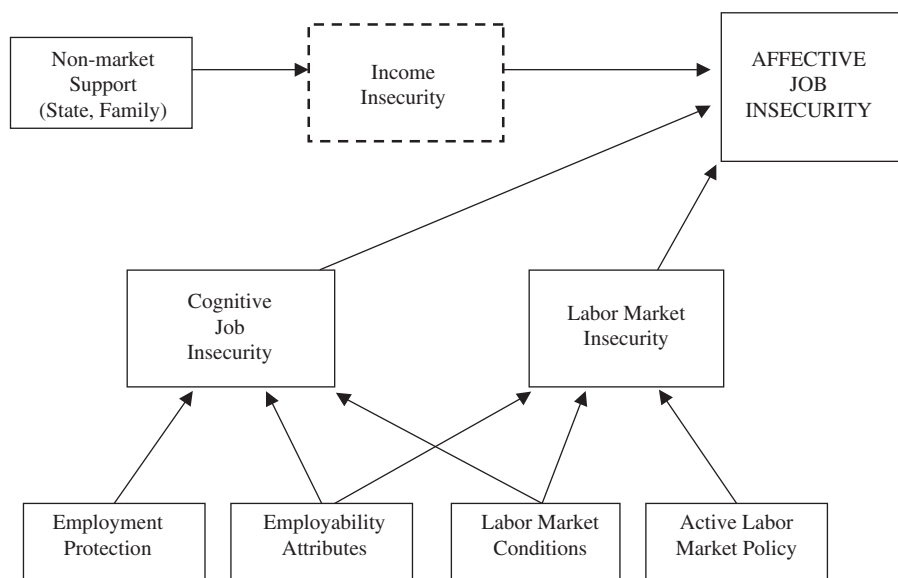 Non-market
Support
(State, Family)
Income
Insecurity
AFFECTIVE
JOB
INSECURITY
Cognitive
Job
Insecurity
Labor Market
Insecurity
Employment
Protection
Employability
Attributes
Labor Market
Conditions
Active Labor
Market Policy